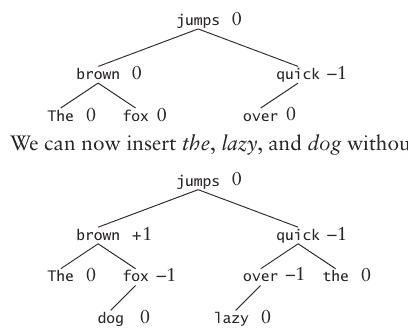 jumps 0
brown 0 quick −1
The 0 fox 0 over 0
We can now insert the, lazy, and dog withou
jumps 0
brown +1 quick −1
The 0 fox −1 over −1 the 0
dog 0 lazy 0